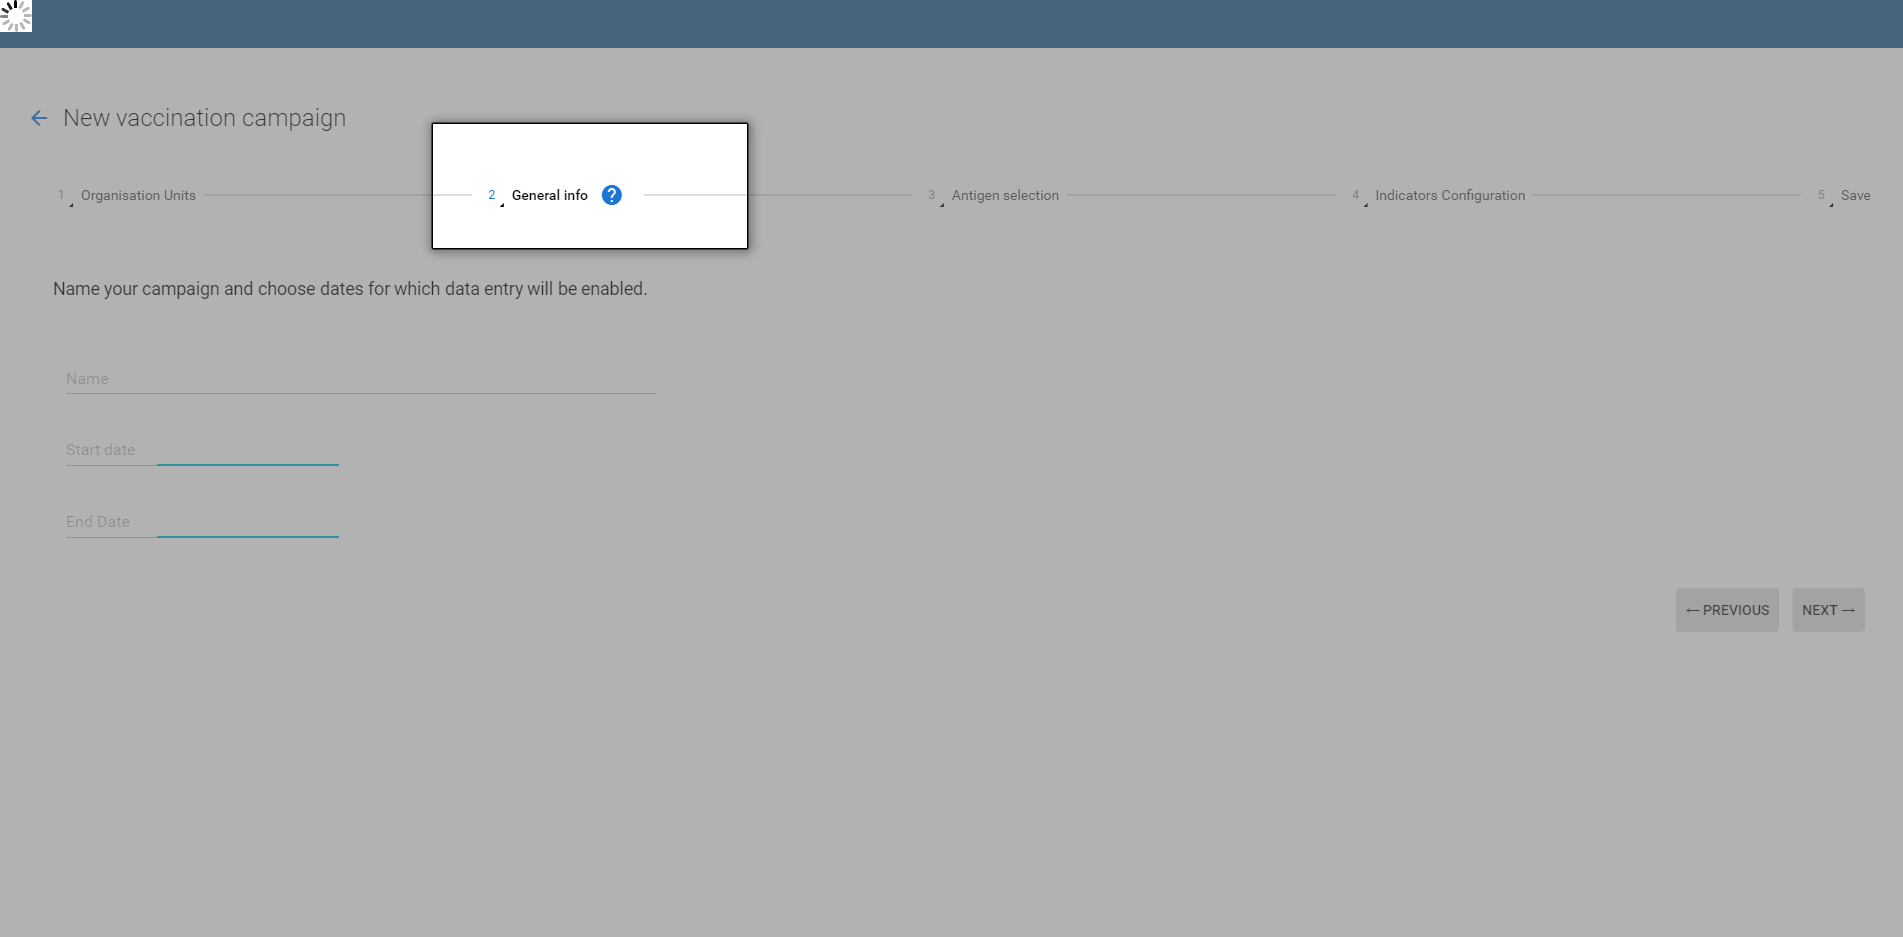 New vaccination campaign
1 Organisation Units 2 General info ? 3 Antigen selection 4 Indicators Configuration 5 Save
Name your campaign and choose dates for which data entry will be enabled.
Name
Start date
End Date
← PREVIOUS NEXT →